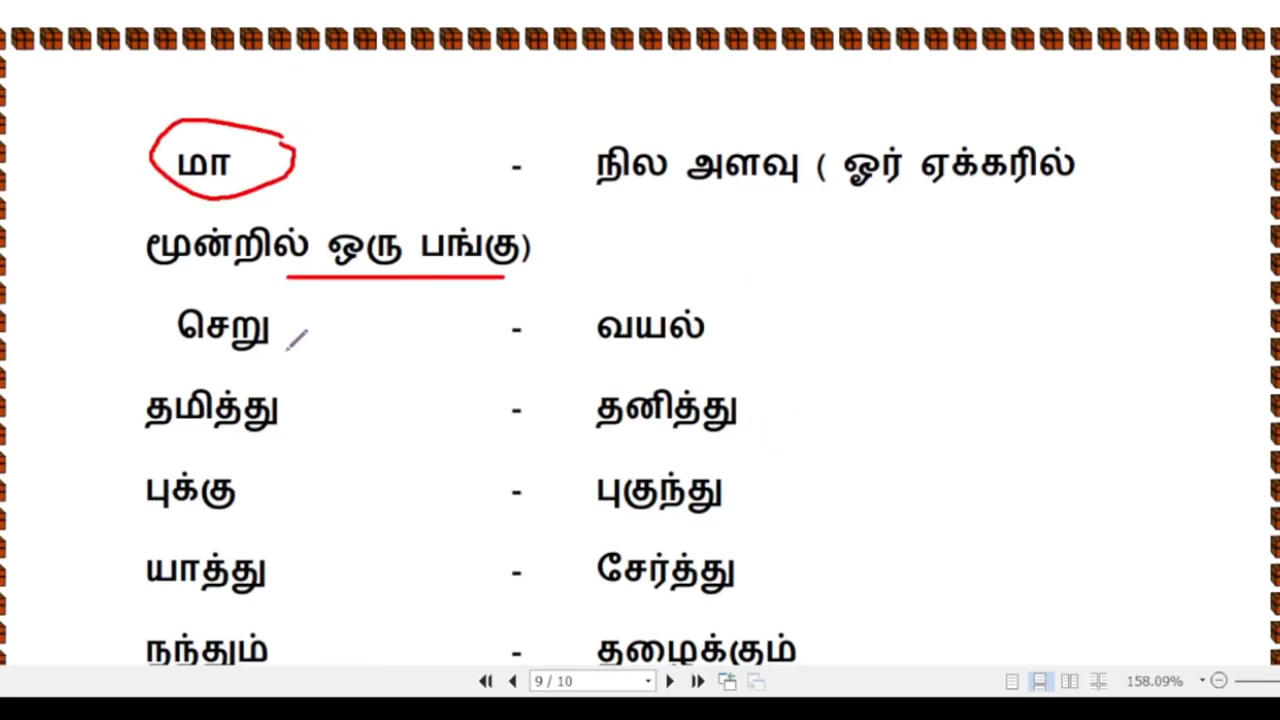 மா - நில அளவு ( ஓர் ஏக்கரில்
மூன்றில் ஒரு பங்கு)
செறு - வயல்
தமித்து - தனித்து
புக்கு - புகுந்து
யாத்து - சேர்த்து
நந்தும் - தழைக்கும்
9 / 10
158.09%